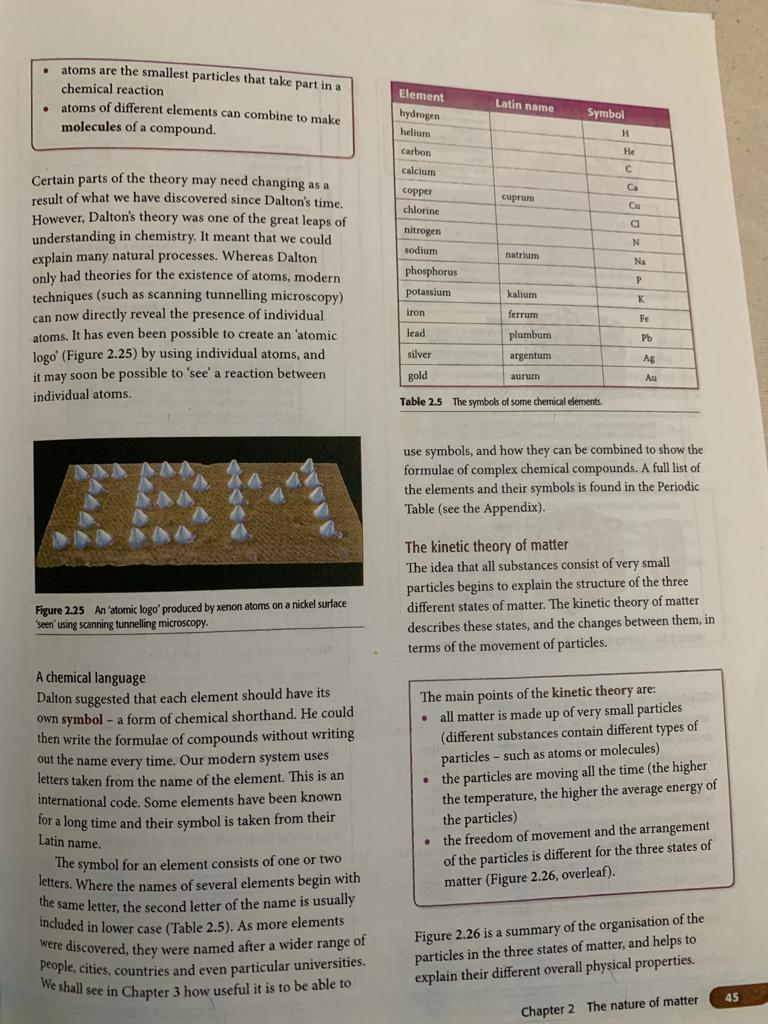 • atoms are the smallest particles that take part in a
chemical reaction
• atoms of different elements can combine to make
molecules of a compound.
Certain parts of the theory may need changing as a
result of what we have discovered since Dalton's time.
However, Dalton's theory was one of the great leaps of
understanding in chemistry. It meant that we could
explain many natural processes. Whereas Dalton
only had theories for the existence of atoms, modern
techniques (such as scanning tunnelling microscopy)
can now directly reveal the presence of individual
atoms. It has even been possible to create an 'atomic
logo' (Figure 2.25) by using individual atoms, and
it may soon be possible to 'see' a reaction between
individual atoms.
IBM
Figure 2.25 An 'atomic logo' produced by xenon atoms on a nickel surface
'seen' using scanning tunnelling microscopy.
A chemical language
Dalton suggested that each element should have its
own symbol – a form of chemical shorthand. He could
then write the formulae of compounds without writing
out the name every time. Our modern system uses
letters taken from the name of the element. This is an
international code. Some elements have been known
for a long time and their symbol is taken from their
Latin name.
The symbol for an element consists of one or two
letters. Where the names of several elements begin with
the same letter, the second letter of the name is usually
included in lower case (Table 2.5). As more elements
were discovered, they were named after a wider range of
people, cities, countries and even particular universities.
We shall see in Chapter 3 how useful it is to be able to
Element Latin name Symbol
hydrogen H
helium He
carbon C
calcium Ca
copper cuprum Cu
chlorine Cl
nitrogen N
sodium natrium Na
phosphorus P
potassium kalium K
iron ferrum Fe
lead plumbum Pb
silver argentum Ag
gold aurum Au
Table 2.5 The symbols of some chemical elements.
use symbols, and how they can be combined to show the
formulae of complex chemical compounds. A full list of
the elements and their symbols is found in the Periodic
Table (see the Appendix).
The kinetic theory of matter
The idea that all substances consist of very small
particles begins to explain the structure of the three
different states of matter. The kinetic theory of matter
describes these states, and the changes between them, in
terms of the movement of particles.
The main points of the kinetic theory are:
• all matter is made up of very small particles
(different substances contain different types of
particles – such as atoms or molecules)
• the particles are moving all the time (the higher
the temperature, the higher the average energy of
the particles)
• the freedom of movement and the arrangement
of the particles is different for the three states of
matter (Figure 2.26, overleaf).
Figure 2.26 is a summary of the organisation of the
particles in the three states of matter, and helps to
explain their different overall physical properties.
Chapter 2 The nature of matter 45